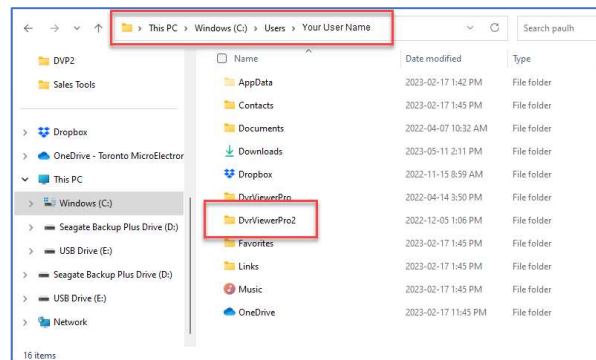 This PC > Windows (C:) > Users > Your User Name
Search paulh
DVP2
Sales Tools
Dropbox
OneDrive - Toronto MicroElectror
This PC
Windows (C:)
Seagate Backup Plus Drive (D:)
USB Drive (E:)
Seagate Backup Plus Drive (D:)
USB Drive (E:)
Network
Name Date modified Type
AppData 2023-02-17 1:42 PM File folder
Contacts 2023-02-17 1:45 PM File folder
Documents 2022-04-07 10:32 AM File folder
Downloads 2023-05-11 2:11 PM File folder
Dropbox 2022-11-15 8:59 AM File folder
DvrViewerPro 2022-04-14 3:50 PM File folder
DvrViewerPro2 2022-12-05 1:06 PM File folder
Favorites 2023-02-17 1:45 PM File folder
Links 2023-02-17 1:45 PM File folder
Music 2023-02-17 1:45 PM File folder
OneDrive 2023-02-17 11:45 PM File folder
16 items